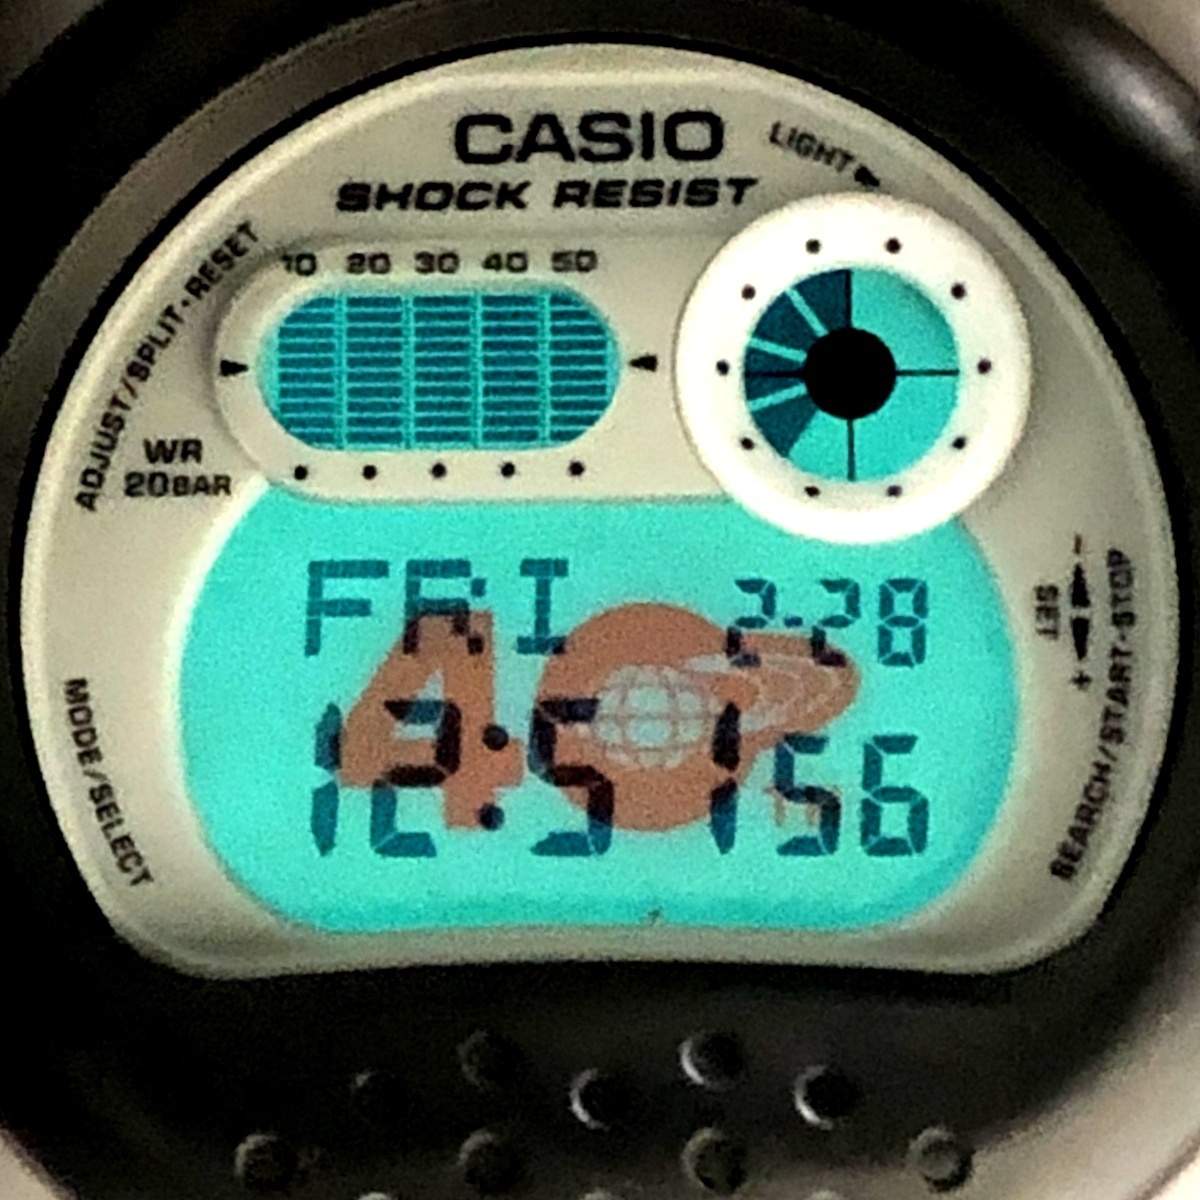 CASIO
LIGHT
SHOCK RESIST
ADJUST/SPLIT·RESET
10 20 30 40 50
WR
20BAR
FRI 2-28
12:51 56
40th
- SET +
MODE/SELECT
SEARCH/START·STOP